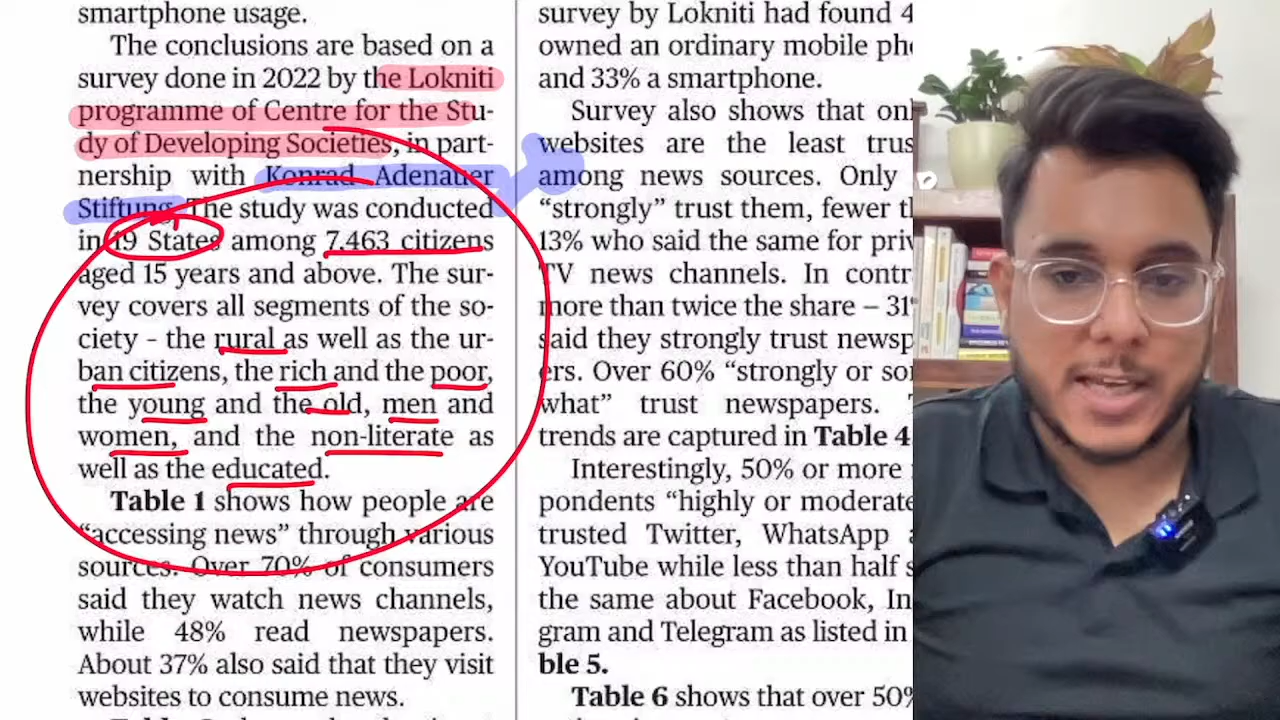 smartphone usage.
The conclusions are based on a
survey done in 2022 by the Lokniti
programme of Centre for the Stu-
dy of Developing Societies, in part-
nership with Konrad Adenauer
Stiftung. The study was conducted
in 19 States among 7,463 citizens
aged 15 years and above. The sur-
vey covers all segments of the so-
ciety - the rural as well as the ur-
ban citizens, the rich and the poor,
the young and the old, men and
women, and the non-literate as
well as the educated.
Table 1 shows how people are
“accessing news” through various
sources. Over 70% of consumers
said they watch news channels,
while 48% read newspapers.
About 37% also said that they visit
websites to consume news.
survey by Lokniti had found 4
owned an ordinary mobile pho
and 33% a smartphone.
Survey also shows that onl
websites are the least trus
among news sources. Only
“strongly” trust them, fewer th
13% who said the same for priv
TV news channels. In contr
more than twice the share – 31%
said they strongly trust newsp
ers. Over 60% “strongly or som
what” trust newspapers. T
trends are captured in Table 4
Interestingly, 50% or more
pondents “highly or moderate
trusted Twitter, WhatsApp a
YouTube while less than half s
the same about Facebook, In
gram and Telegram as listed in
ble 5.
Table 6 shows that over 50%